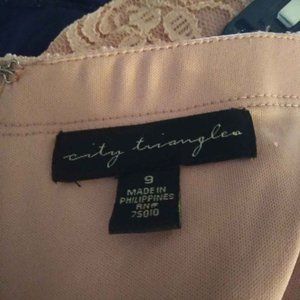 city triangles
9
MADE IN
PHILIPPINES
RN#
75010